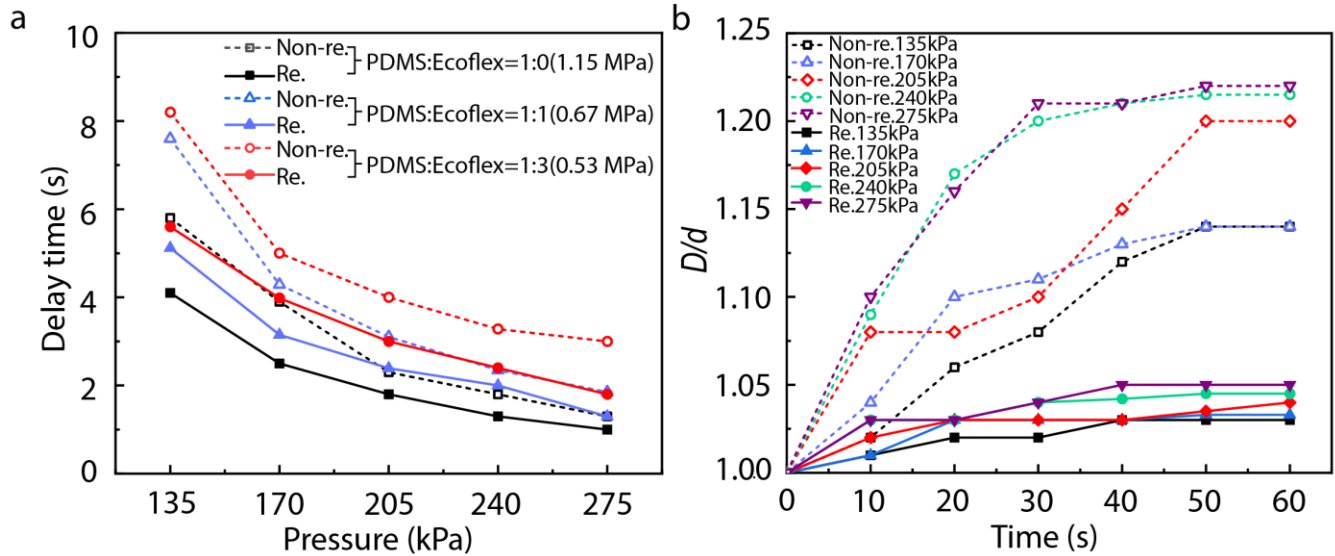 a
10
8
6
4
2
0
Delay time (s)
135 170 205 240 275
Pressure (kPa)
Non-re.
Re.
PDMS:Ecoflex=1:0(1.15 MPa)
Non-re.
Re.
PDMS:Ecoflex=1:1(0.67 MPa)
Non-re.
Re.
PDMS:Ecoflex=1:3(0.53 MPa)
b
1.25
1.20
1.15
1.10
1.05
1.00
D/d
0 10 20 30 40 50 60
Time (s)
Non-re.135kPa
Non-re.170kPa
Non-re.205kPa
Non-re.240kPa
Non-re.275kPa
Re.135kPa
Re.170kPa
Re.205kPa
Re.240kPa
Re.275kPa